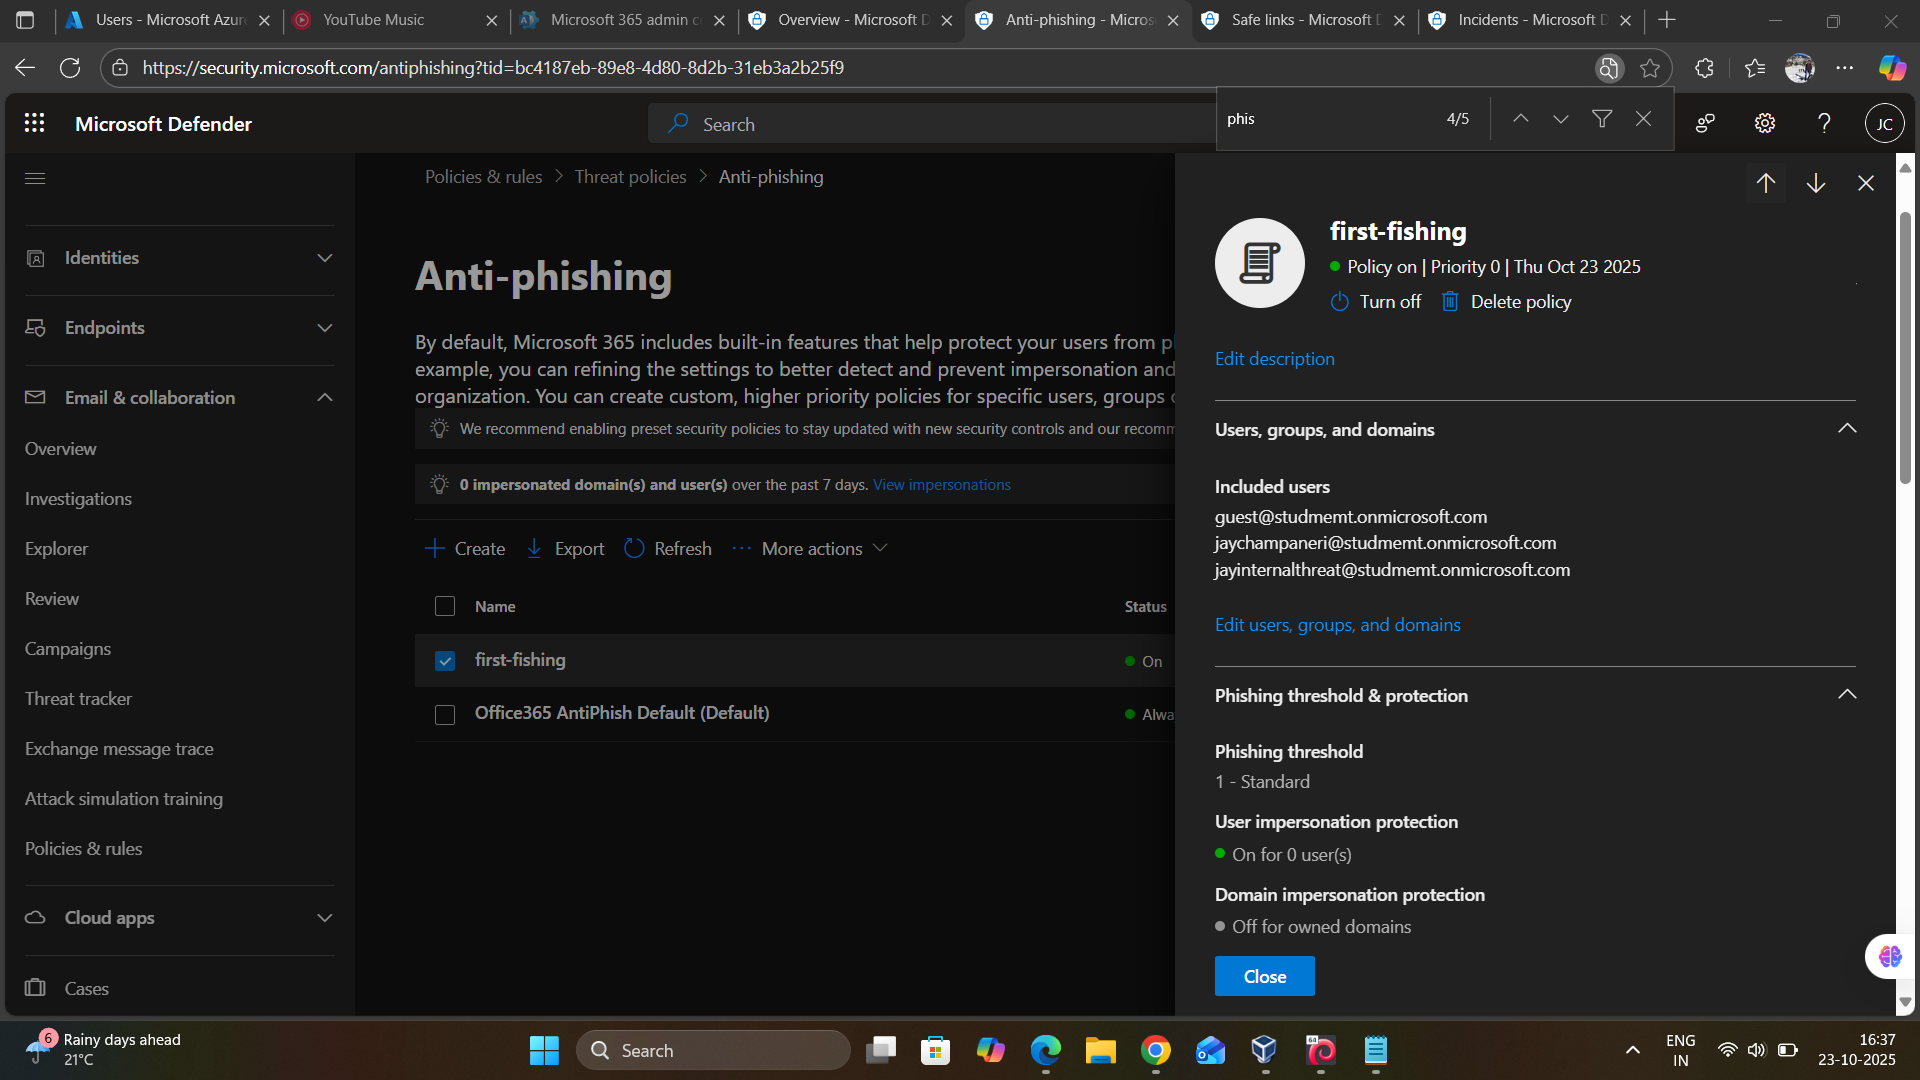 Users - Microsoft Azur
YouTube Music
Microsoft 365 admin c
Overview - Microsoft D
Anti-phishing - Micros
Safe links - Microsoft D
Incidents - Microsoft D
https://security.microsoft.com/antiphishing?tid=bc4187eb-89e8-4d80-8d2b-31eb3a2b25f9
phis
4/5
Microsoft Defender
Search
JC
Identities
Endpoints
Email & collaboration
Overview
Investigations
Explorer
Review
Campaigns
Threat tracker
Exchange message trace
Attack simulation training
Policies & rules
Cloud apps
Cases
Policies & rules > Threat policies > Anti-phishing
Anti-phishing
By default, Microsoft 365 includes built-in features that help protect your users from p
example, you can refining the settings to better detect and prevent impersonation and
organization. You can create custom, higher priority policies for specific users, groups
We recommend enabling preset security policies to stay updated with new security controls and our recom
0 impersonated domain(s) and user(s) over the past 7 days. View impersonations
Create
Export
Refresh
More actions
Name
Status
first-fishing
On
Office365 AntiPhish Default (Default)
Alwa
first-fishing
Policy on | Priority 0 | Thu Oct 23 2025
Turn off
Delete policy
Edit description
Users, groups, and domains
Included users
guest@studmemt.onmicrosoft.com
jaychampaneri@studmemt.onmicrosoft.com
jayinternalthreat@studmemt.onmicrosoft.com
Edit users, groups, and domains
Phishing threshold & protection
Phishing threshold
1 - Standard
User impersonation protection
On for 0 user(s)
Domain impersonation protection
Off for owned domains
Close
6
Rainy days ahead
21°C
Search
64
ENG
IN
16:37
23-10-2025